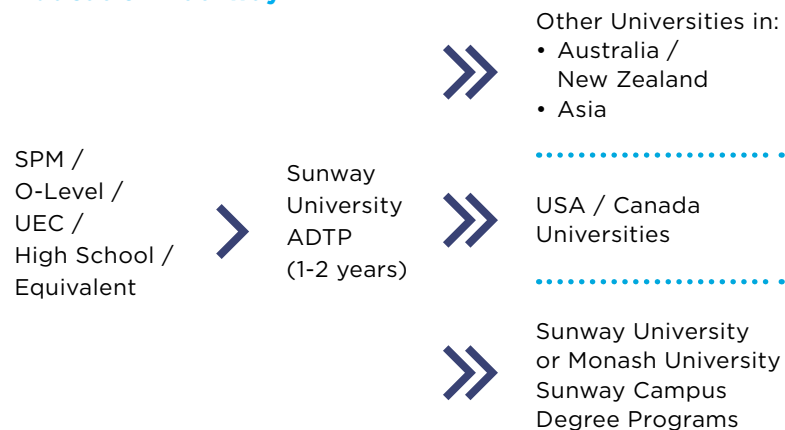 Other Universities in:
• Australia /
New Zealand
• Asia
SPM /
O-Level /
UEC /
High School /
Equivalent
Sunway
University
ADTP
(1-2 years)
USA / Canada
Universities
Sunway University
or Monash University
Sunway Campus
Degree Programs